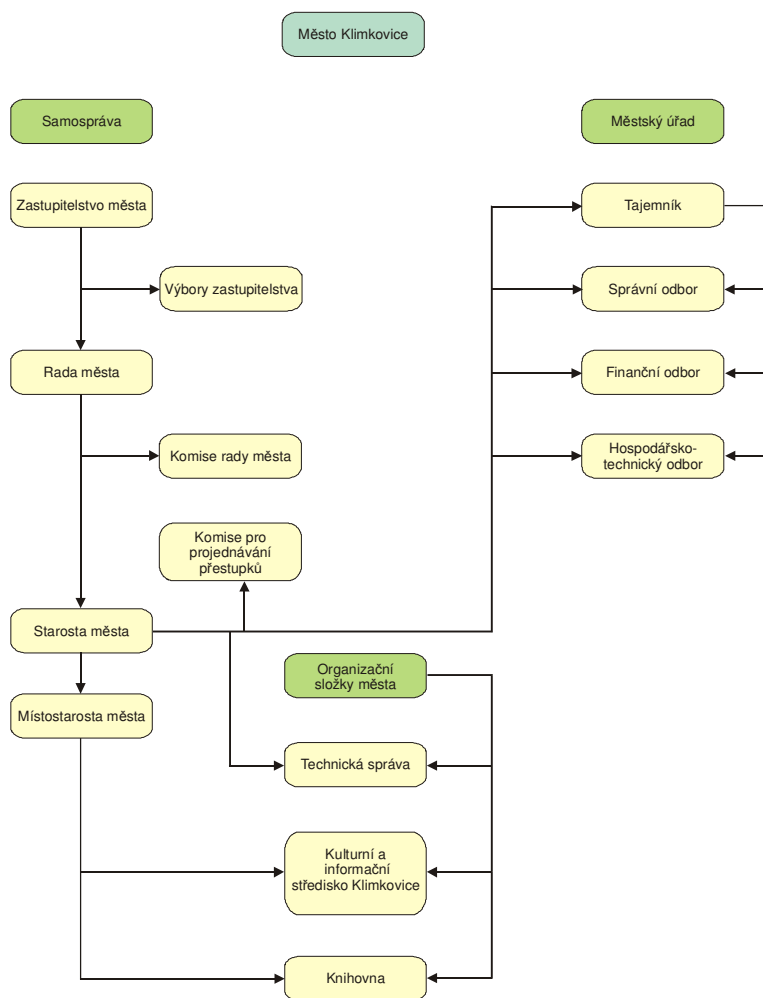 Město Klimkovice
Samospráva
Městský úřad
Zastupitelstvo města
Tajemník
Výbory zastupitelstva
Správní odbor
Rada města
Finanční odbor
Komise rady města
Hospodářsko-
technický odbor
Komise pro
projednávání
přestupků
Starosta města
Organizační
složky města
Místostarosta města
Technická správa
Kulturní a
informační
středisko Klimkovice
Knihovna